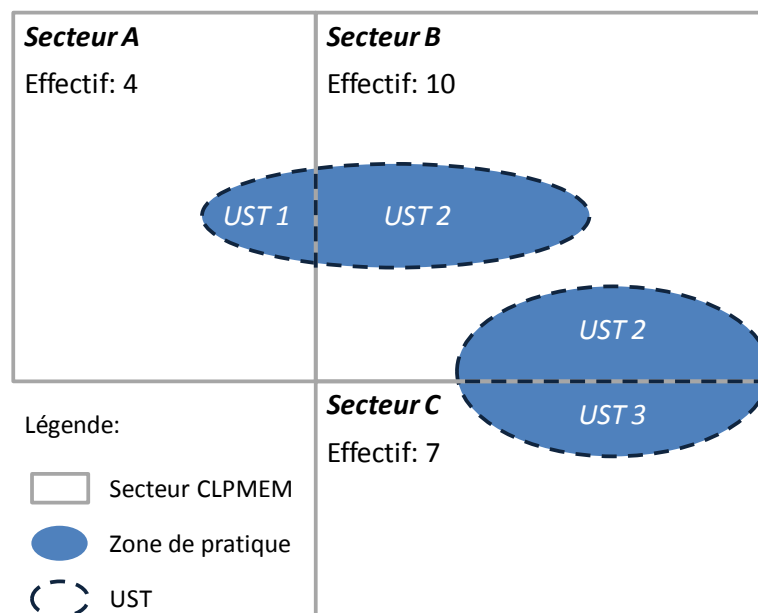 Secteur A
Effectif: 4
Secteur B
Effectif: 10
UST 1
UST 2
UST 2
UST 3
Secteur C
Effectif: 7
Légende:
Secteur CLPMEM
Zone de pratique
UST